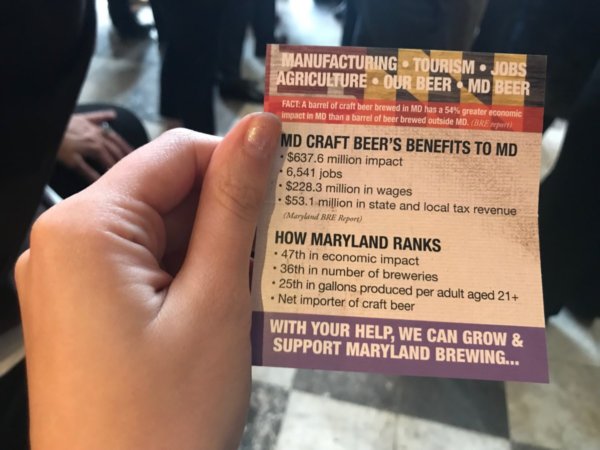 MANUFACTURING • TOURISM • JOBS
AGRICULTURE • OUR BEER • MD BEER
FACT: A barrel of craft beer brewed in MD has a 54% greater economic
impact in MD than a barrel of beer brewed outside MD. (BRE report)
MD CRAFT BEER'S BENEFITS TO MD
• $637.6 million impact
• 6,541 jobs
• $228.3 million in wages
• $53.1 million in state and local tax revenue
(Maryland BRE Report)
HOW MARYLAND RANKS
• 47th in economic impact
• 36th in number of breweries
• 25th in gallons produced per adult aged 21+
• Net importer of craft beer
WITH YOUR HELP, WE CAN GROW &
SUPPORT MARYLAND BREWING...